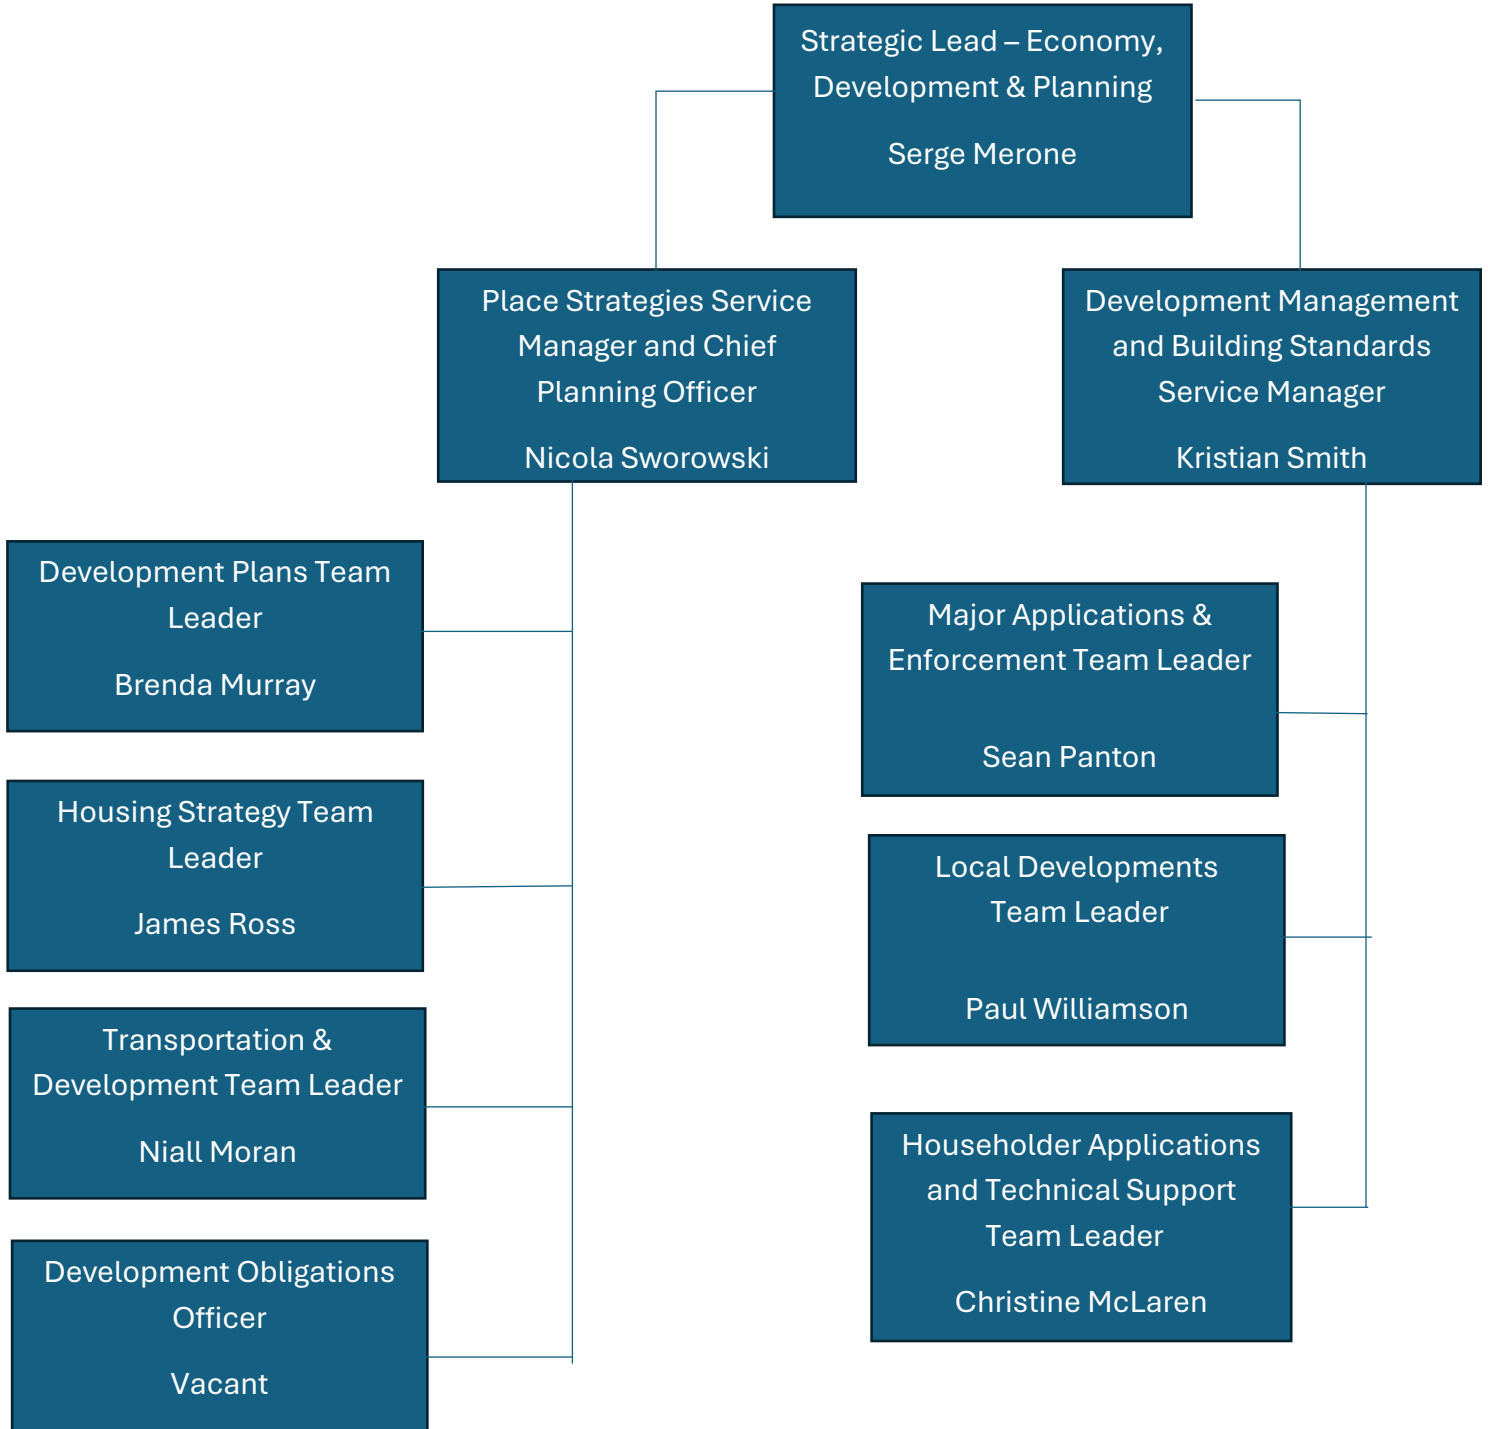 Strategic Lead – Economy,
Development & Planning
Serge Merone
Place Strategies Service
Manager and Chief
Planning Officer
Nicola Sworowski
Development Management
and Building Standards
Service Manager
Kristian Smith
Development Plans Team
Leader
Brenda Murray
Housing Strategy Team
Leader
James Ross
Transportation &
Development Team Leader
Niall Moran
Development Obligations
Officer
Vacant
Major Applications &
Enforcement Team Leader
Sean Panton
Local Developments
Team Leader
Paul Williamson
Householder Applications
and Technical Support
Team Leader
Christine McLaren